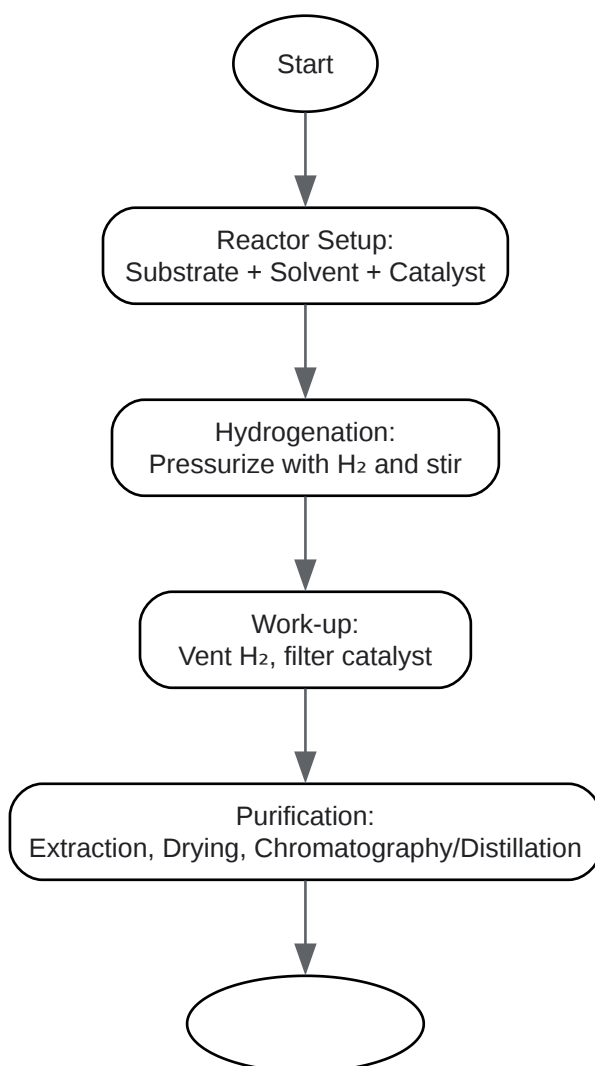 Start
Reactor Setup:
Substrate + Solvent + Catalyst
Hydrogenation:
Pressurize with H₂ and stir
Work-up:
Vent H₂, filter catalyst
Purification:
Extraction, Drying, Chromatography/Distillation